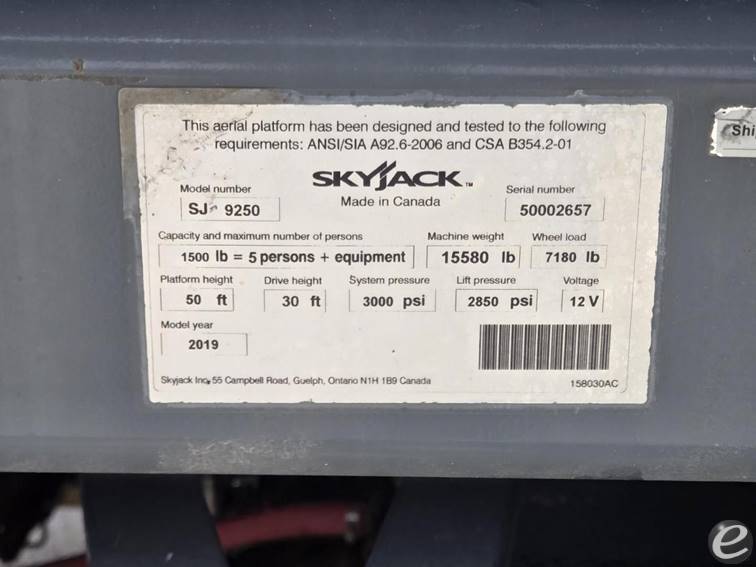 This aerial platform has been designed and tested to the following
requirements: ANSI/SIA A92.6-2006 and CSA B354.2-01
SKYJACK™
Made in Canada
Model number
SJ- 9250
Serial number
50002657
Capacity and maximum number of persons
1500 lb = 5 persons + equipment
Machine weight
15580 lb
Wheel load
7180 lb
Platform height
50 ft
Drive height
30 ft
System pressure
3000 psi
Lift pressure
2850 psi
Voltage
12 V
Model year
2019
Skyjack Inc, 55 Campbell Road, Guelph, Ontario N1H 1B9 Canada
158030AC
Shi
e